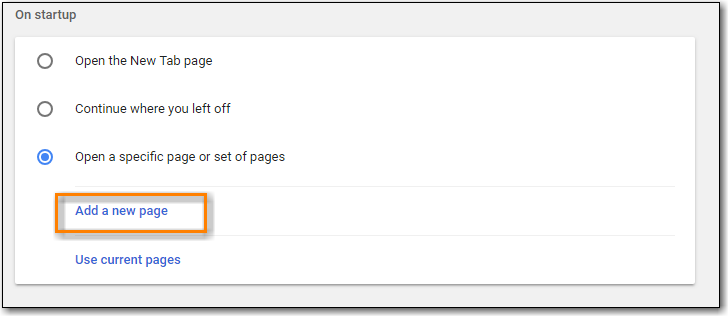 On startup
Open the New Tab page
Continue where you left off
Open a specific page or set of pages
Add a new page
Use current pages